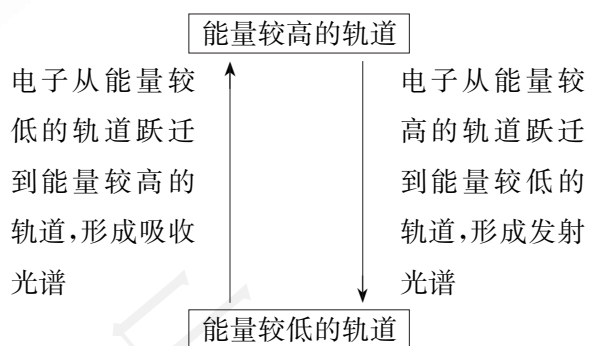 能量较高的轨道
电子从能量较
低的轨道跃迁
到能量较高的
轨道,形成吸收
光谱
电子从能量较
高的轨道跃迁
到能量较低的
轨道,形成发射
光谱
能量较低的轨道